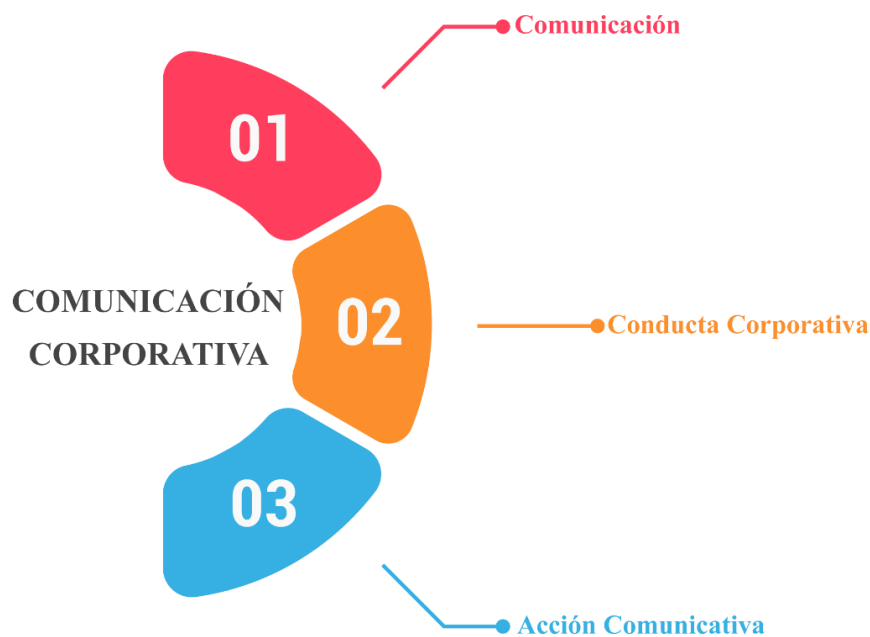 Comunicación
01
COMUNICACIÓN
CORPORATIVA
02
Conducta Corporativa
03
Acción Comunicativa